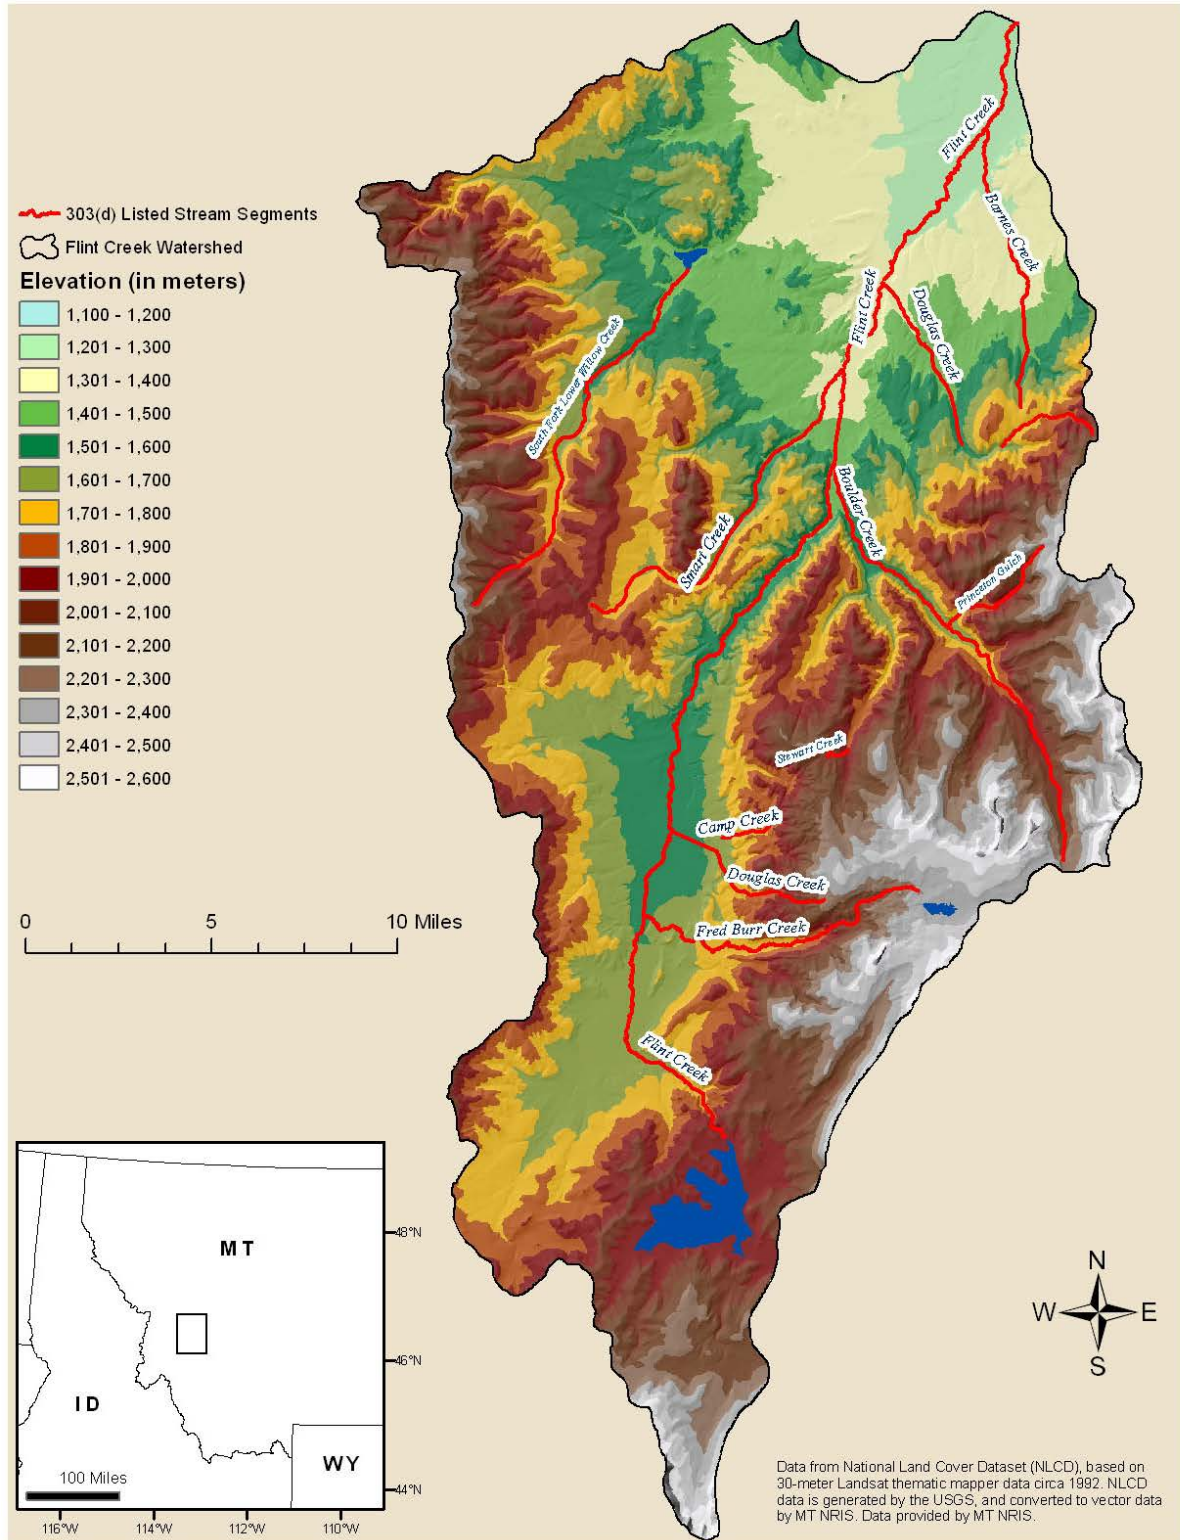 303(d) Listed Stream Segments
Flint Creek Watershed
Elevation (in meters)
1,100 - 1,200
1,201 - 1,300
1,301 - 1,400
1,401 - 1,500
1,501 - 1,600
1,601 - 1,700
1,701 - 1,800
1,801 - 1,900
1,901 - 2,000
2,001 - 2,100
2,101 - 2,200
2,201 - 2,300
2,301 - 2,400
2,401 - 2,500
2,501 - 2,600
0 5 10 Miles
Flint Creek
Barnes Creek
Flint Creek
Douglas Creek
South Fork Lower Willow Creek
Boulder Creek
Smart Creek
Princeton Gulch
Stewart Creek
Camp Creek
Douglas Creek
Fred Burr Creek
Flint Creek
MT
ID
WY
100 Miles
48°N
46°N
44°N
116°W
114°W
112°W
110°W
N
W
E
S
Data from National Land Cover Dataset (NLCD), based on
30-meter Landsat thematic mapper data circa 1992. NLCD
data is generated by the USGS, and converted to vector data
by MT NRIS. Data provided by MT NRIS.